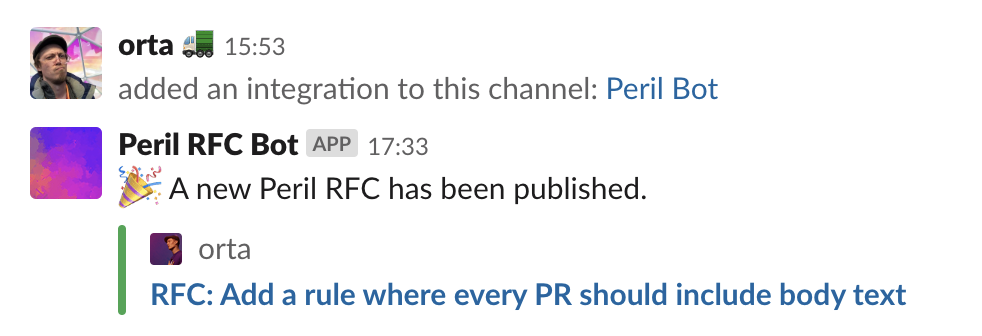 orta 🚛 15:53
added an integration to this channel: Peril Bot
Peril RFC Bot APP 17:33
🎉 A new Peril RFC has been published.
orta
RFC: Add a rule where every PR should include body text